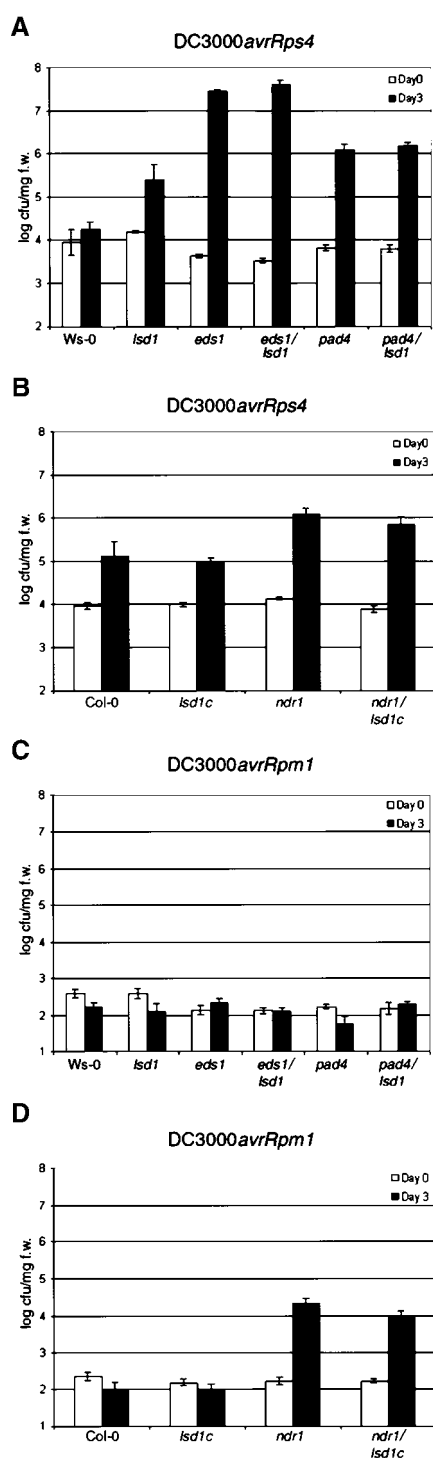 A
DC3000avrRps4
8
7
6
5
4
3
2
log cfu/mg f.w.
Day0
Day3
Ws-0
lsd1
eds1
eds1/
lsd1
pad4
pad4/
lsd1
B
DC3000avrRps4
8
7
6
5
4
3
2
log cfu/mg f.w.
Day0
Day3
Col-0
lsd1c
ndr1
ndr1/
lsd1c
C
DC3000avrRpm1
8
7
6
5
4
3
2
1
log cfu/mg f.w.
Day 0
Day 3
Ws-0
lsd1
eds1
eds1/
lsd1
pad4
pad4/
lsd1
D
DC3000avrRpm1
8
7
6
5
4
3
2
1
log cfu/mg f.w.
Day 0
Day 3
Col-0
lsd1c
ndr1
ndr1/
lsd1c